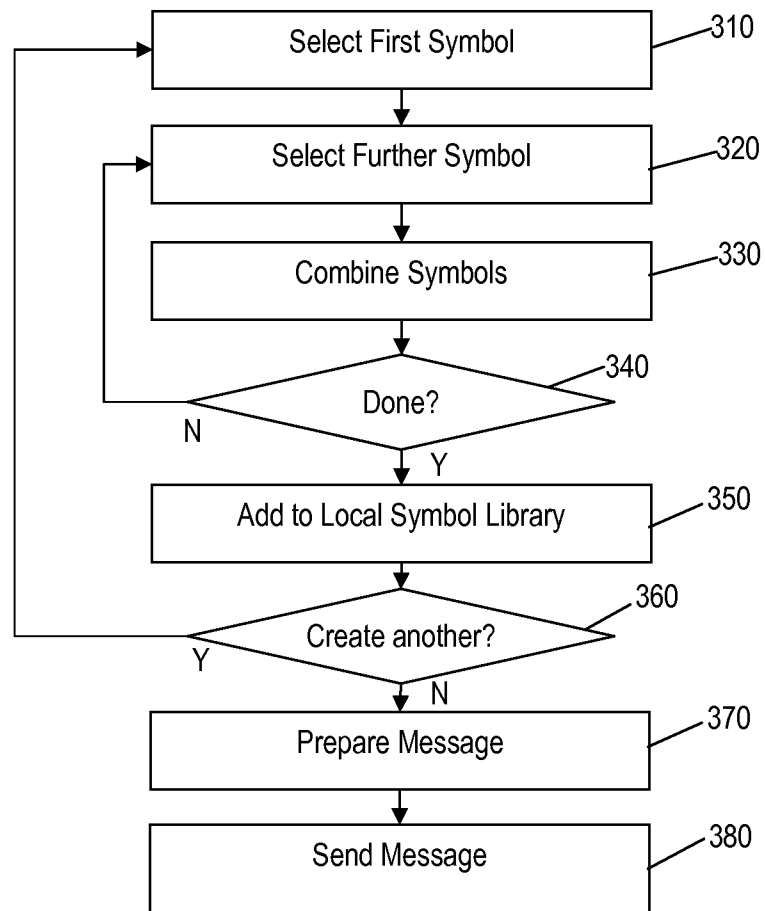 Select First Symbol
310
Select Further Symbol
320
Combine Symbols
330
340
Done?
N
Y
Add to Local Symbol Library
350
360
Create another?
Y
N
Prepare Message
370
Send Message
380